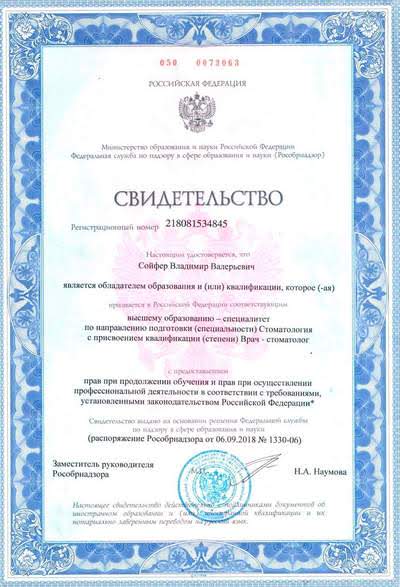 050 0073063
РОССИЙСКАЯ ФЕДЕРАЦИЯ
Министерство образования и науки Российской Федерации
Федеральная служба по надзору в сфере образования и науки (Рособрнадзор)
СВИДЕТЕЛЬСТВО
Регистрационный номер 218081534845
Настоящим удостоверяется, что
Сойфер Владимир Валерьевич
является обладателем образования и (или) квалификации, которое (-ая)
признается в Российской Федерации соответствующим
высшему образованию – специалитет
по направлению подготовки (специальности) Стоматология
с присвоением квалификации (степени) Врач - стоматолог
с предоставлением
прав при продолжении обучения и прав при осуществлении
профессиональной деятельности в соответствии с требованиями,
установленными законодательством Российской Федерации*
Свидетельство выдано на основании решения Федеральной службы
по надзору в сфере образования и науки
(распоряжение Рособрнадзора от 06.09.2018 № 1330-06)
Заместитель руководителя
Рособрнадзора
Н.А. Наумова
Настоящее свидетельство действительно с подлинниками документов об
иностранном образовании и (или) иностранной квалификации и их
нотариально заверенным переводом на русский язык.